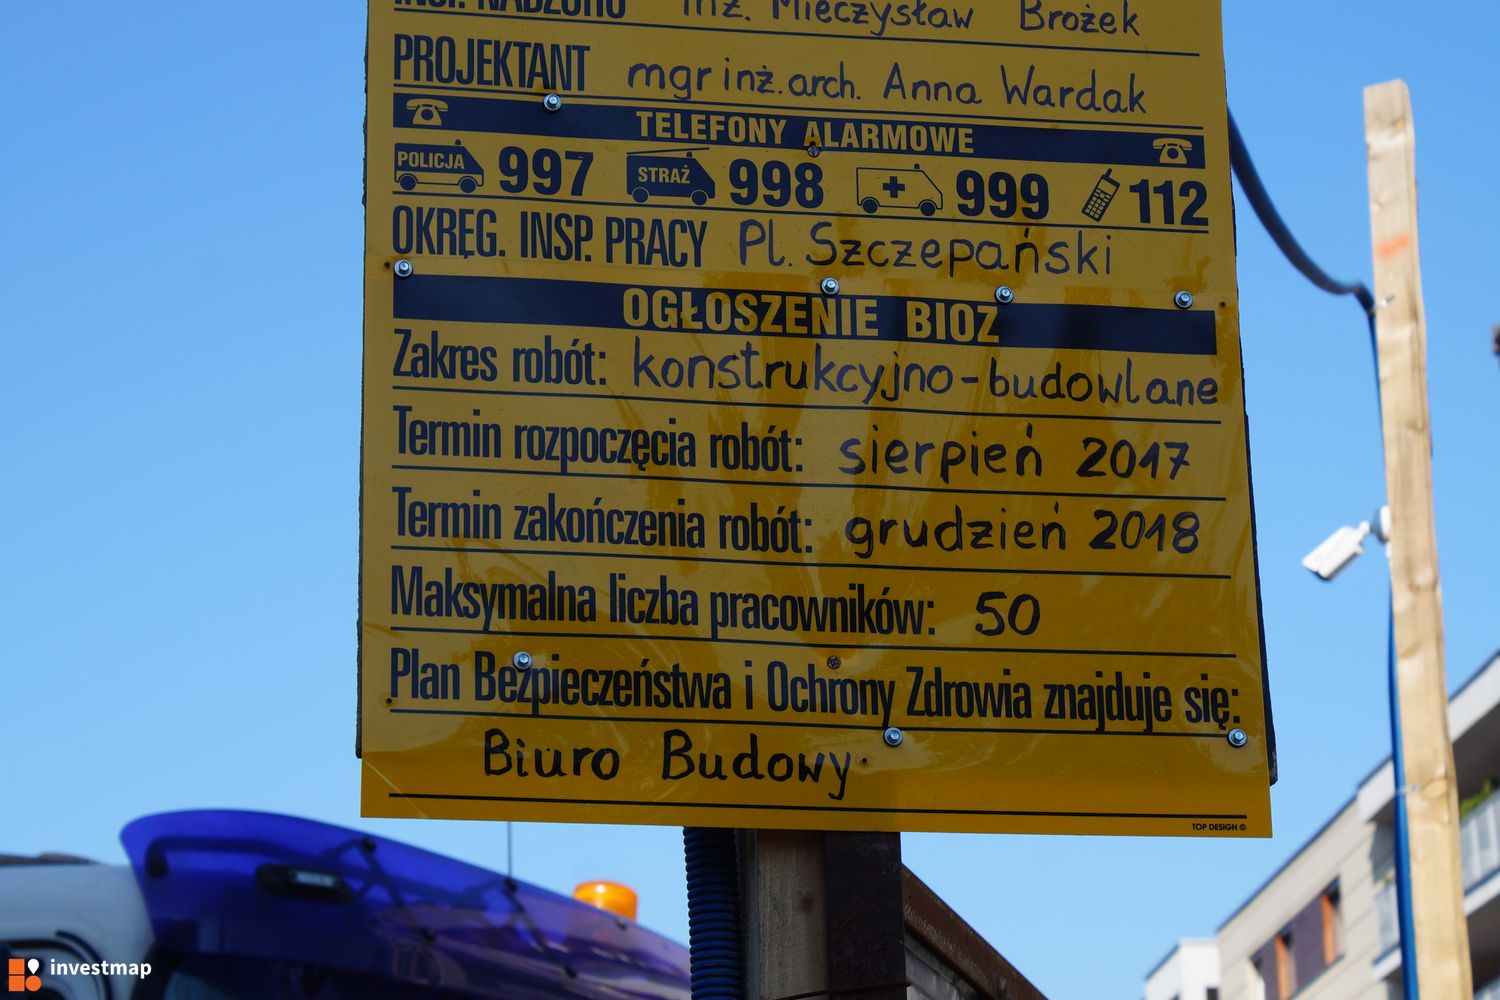 INSP. NADZORU inż. Mieczysław Brożek
PROJEKTANT mgr inż. arch. Anna Wardak
TELEFONY ALARMOWE
POLICJA 997 STRAŻ 998 999 112
OKRĘG. INSP. PRACY Pl. Szczepański
OGŁOSZENIE BIOZ
Zakres robót: konstrukcyjno-budowlane
Termin rozpoczęcia robót: sierpień 2017
Termin zakończenia robót: grudzień 2018
Maksymalna liczba pracowników: 50
Plan Bezpieczeństwa i Ochrony Zdrowia znajduje się:
Biuro Budowy
TOP DESIGN ©
investmap